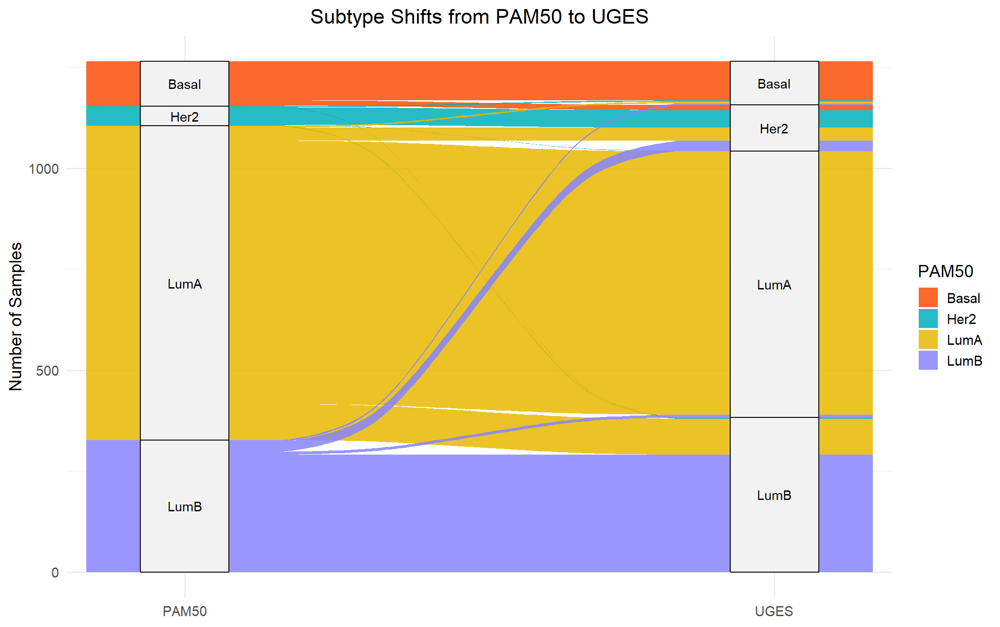 Subtype Shifts from PAM50 to UGES
Number of Samples
1000
500
0
Basal
Her2
LumA
LumB
Basal
Her2
LumA
LumB
PAM50
UGES
PAM50
Basal
Her2
LumA
LumB